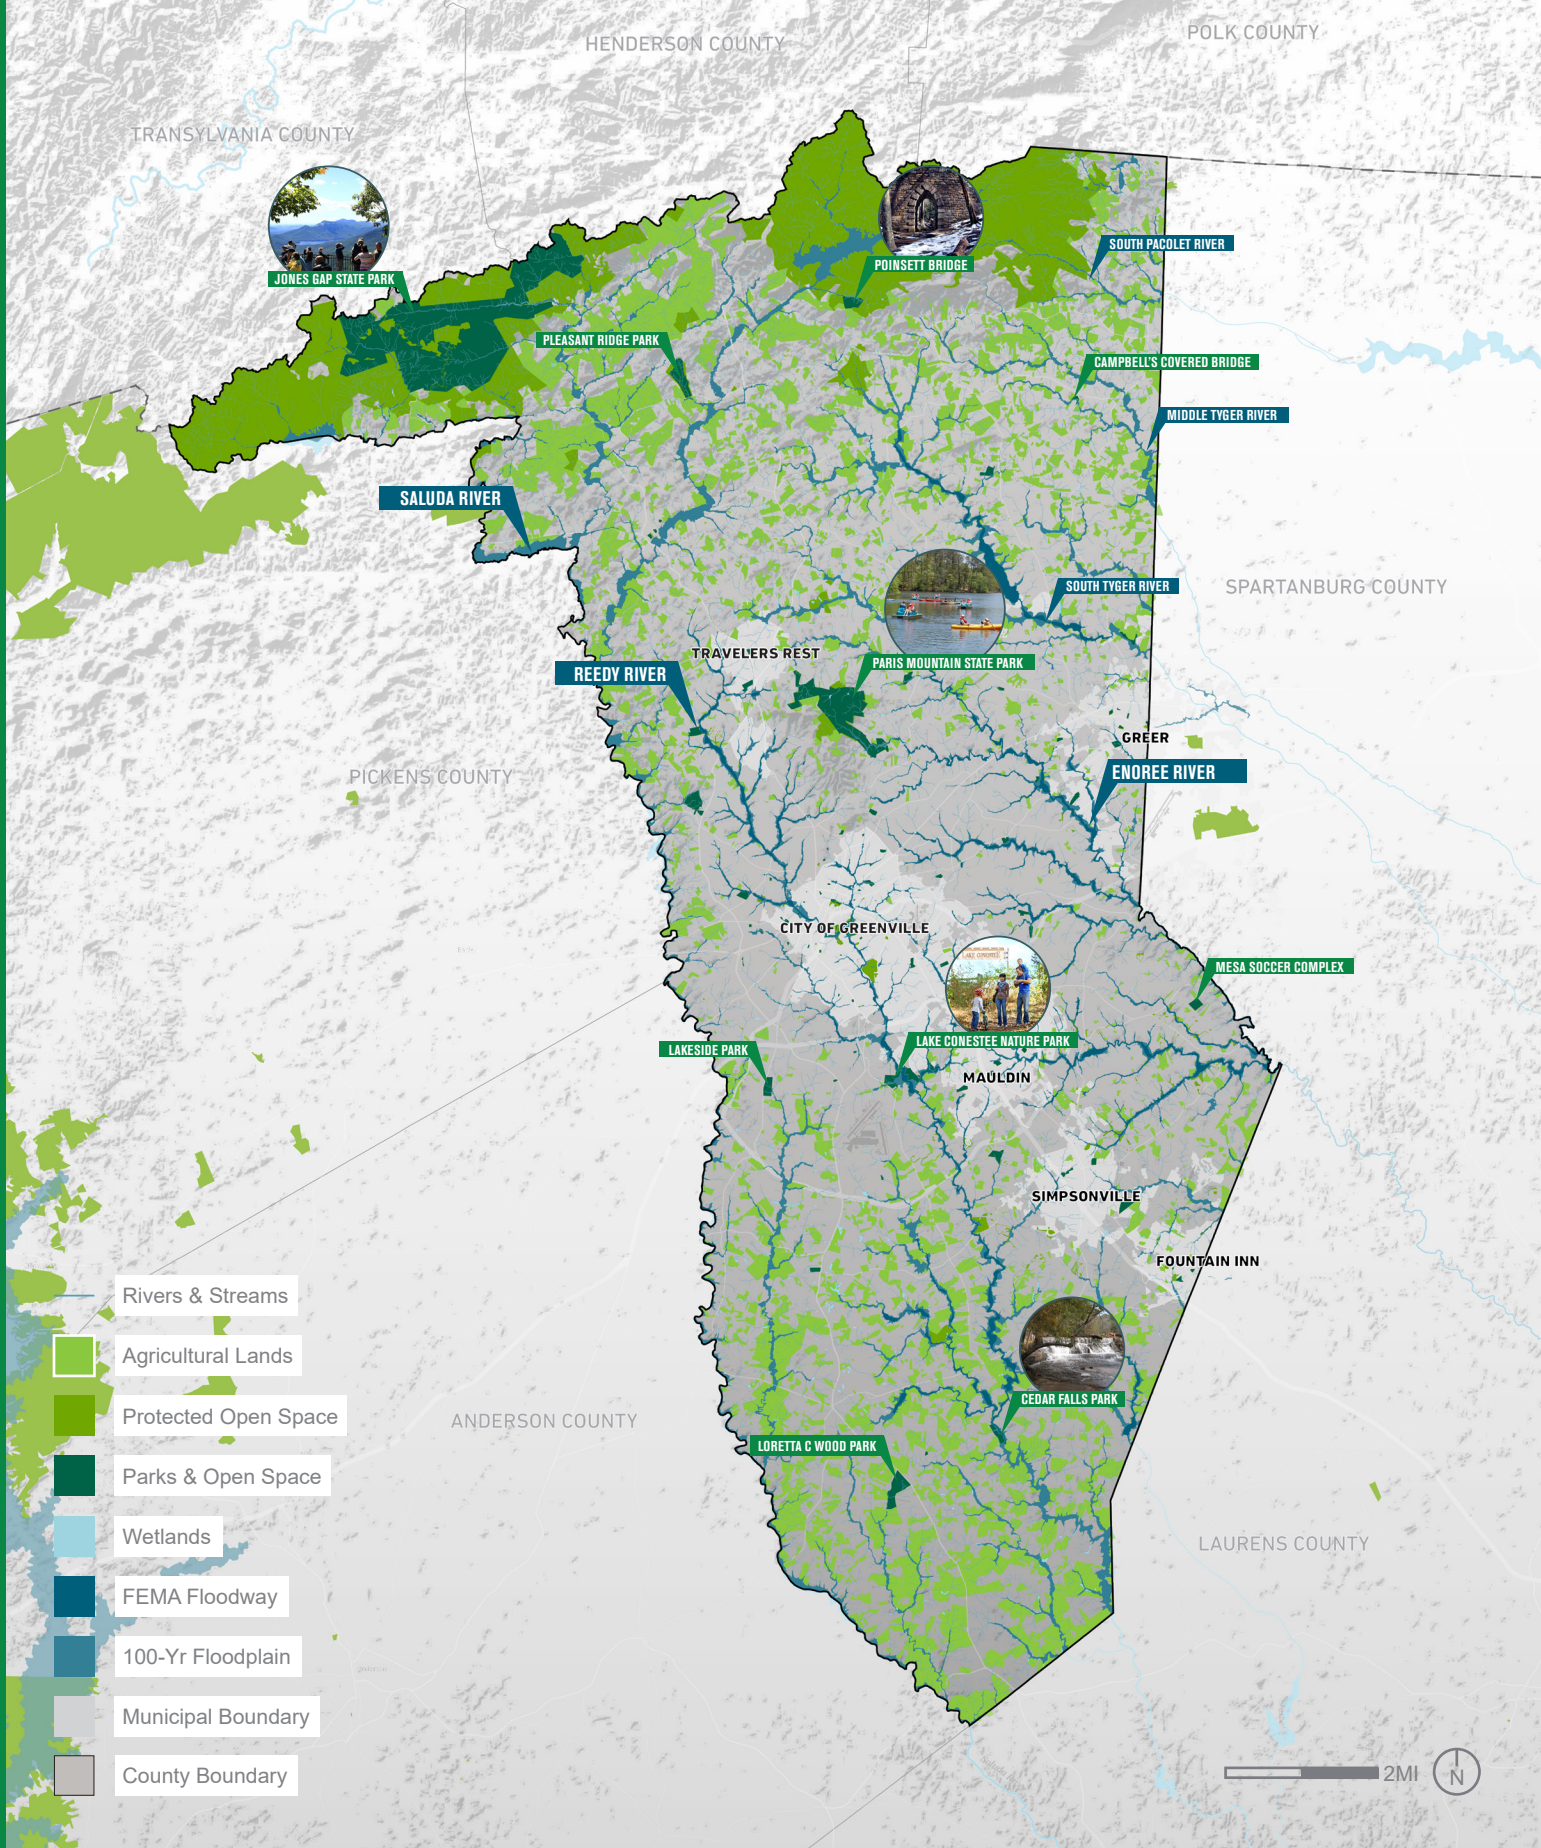 HENDERSON COUNTY
POLK COUNTY
TRANSYLVANIA COUNTY
SOUTH PACOLET RIVER
POINSETT BRIDGE
JONES GAP STATE PARK
PLEASANT RIDGE PARK
CAMPBELL'S COVERED BRIDGE
MIDDLE TYGER RIVER
SALUDA RIVER
SOUTH TYGER RIVER
SPARTANBURG COUNTY
TRAVELERS REST
PARIS MOUNTAIN STATE PARK
REEDY RIVER
GREER
ENOREE RIVER
PICKENS COUNTY
CITY OF GREENVILLE
LAKE CONESTEE
MESA SOCCER COMPLEX
LAKE CONESTEE NATURE PARK
LAKESIDE PARK
MAULDIN
SIMPSONVILLE
FOUNTAIN INN
CEDAR FALLS PARK
ANDERSON COUNTY
LORETTA C WOOD PARK
LAURENS COUNTY
Rivers & Streams
Agricultural Lands
Protected Open Space
Parks & Open Space
Wetlands
FEMA Floodway
100-Yr Floodplain
Municipal Boundary
County Boundary
2MI
N